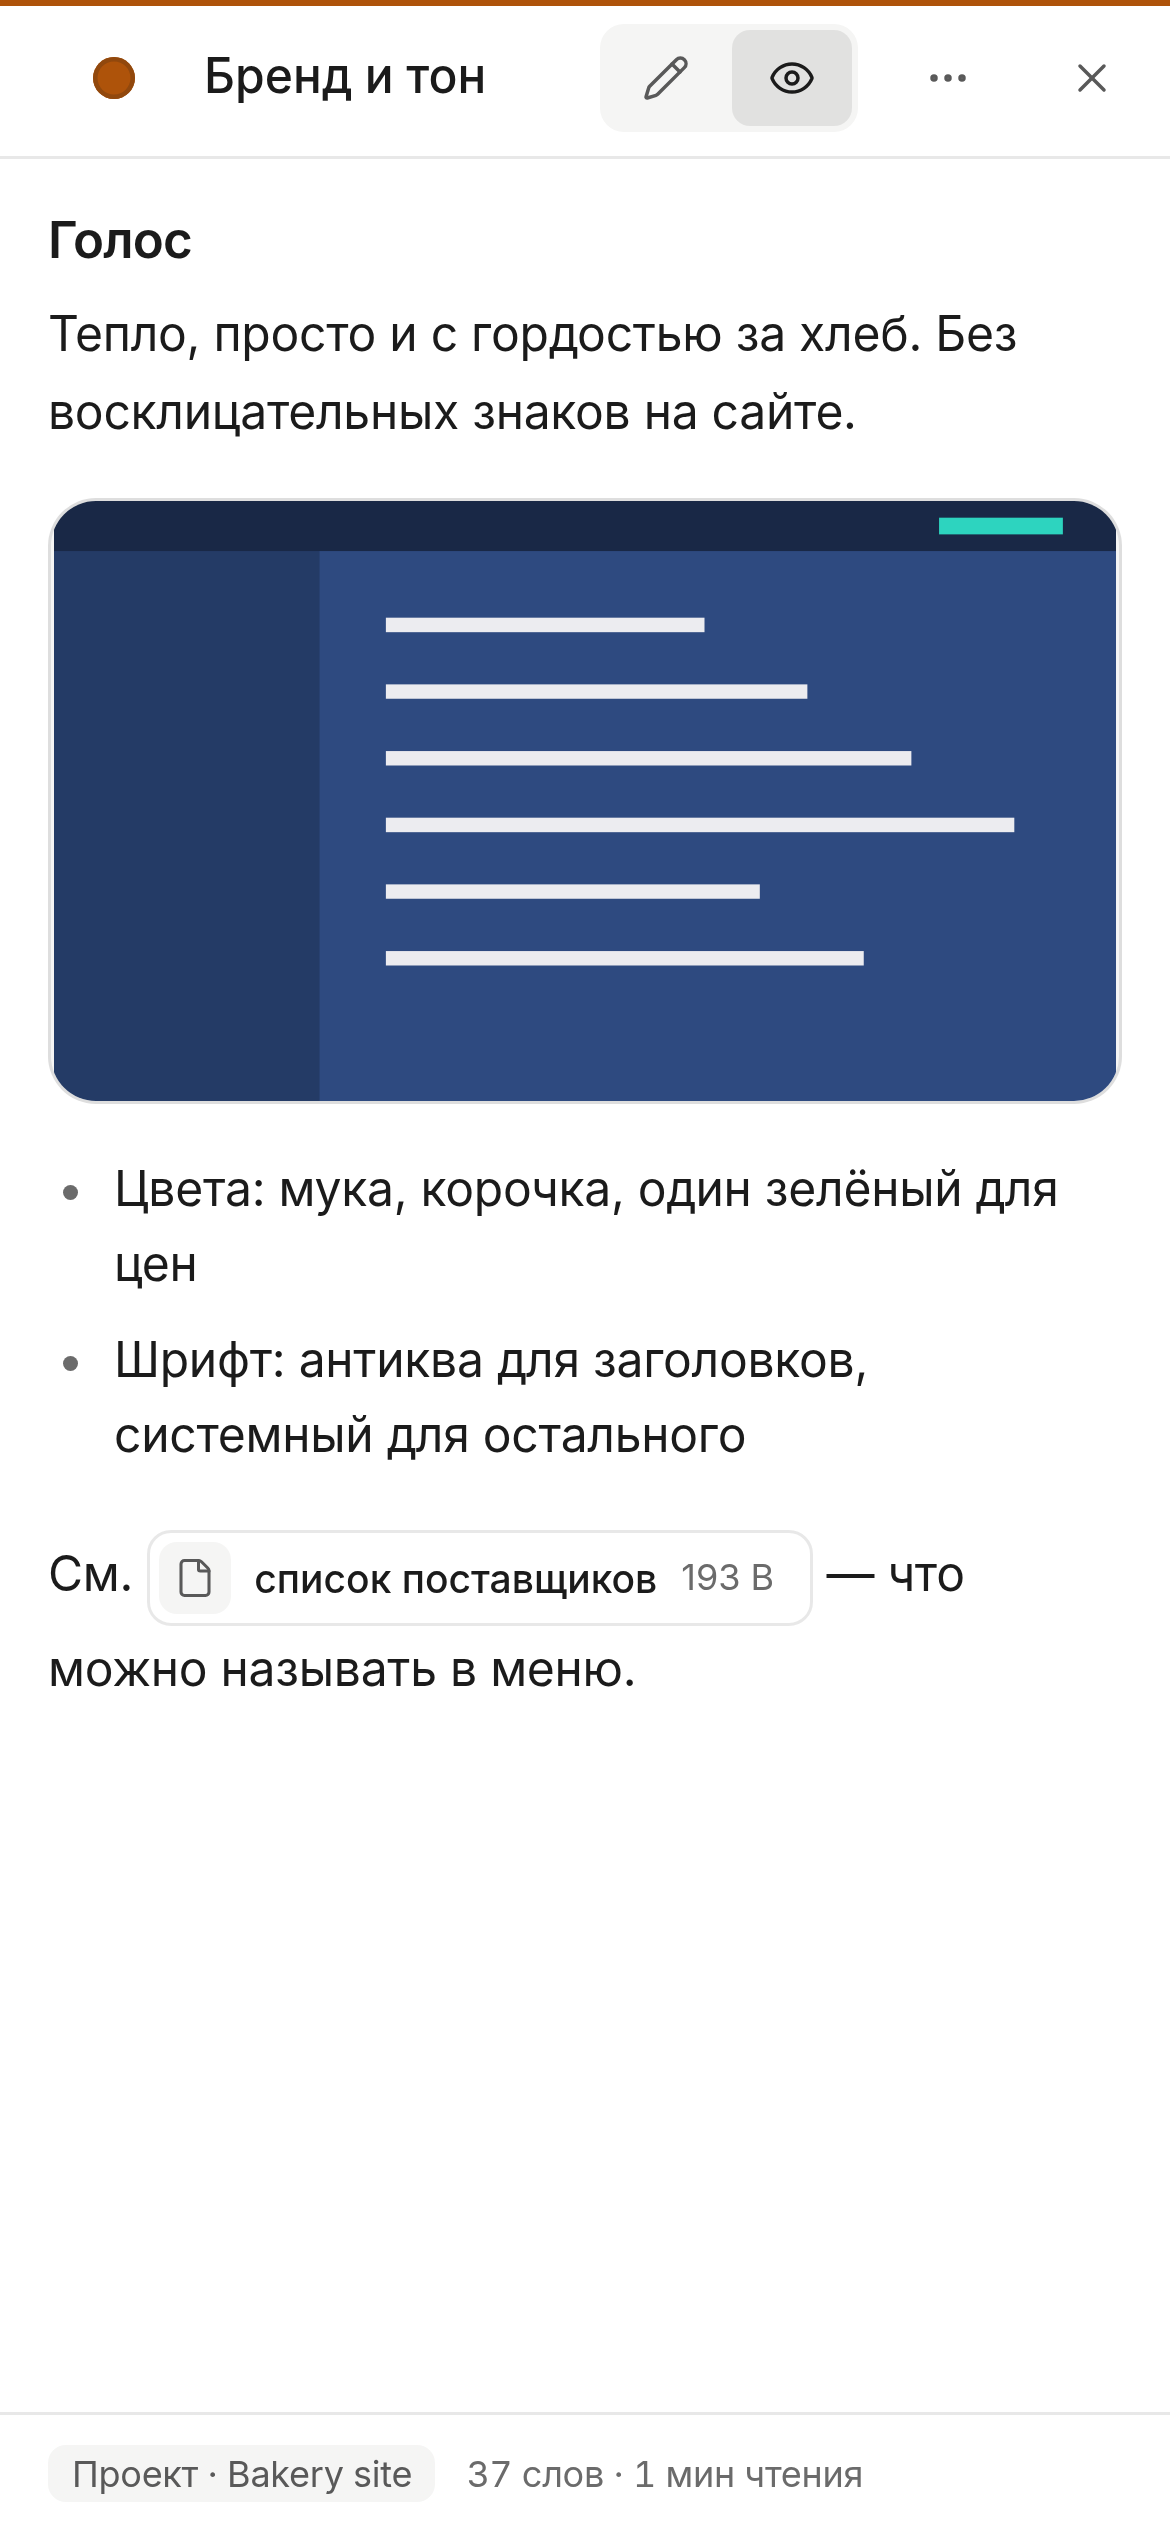 Бренд и тон
Голос
Тепло, просто и с гордостью за хлеб. Без
восклицательных знаков на сайте.
Цвета: мука, корочка, один зелёный для
цен
Шрифт: антиква для заголовков,
системный для остального
См. список поставщиков 193 B — что
можно называть в меню.
Проект · Bakery site 37 слов · 1 мин чтения